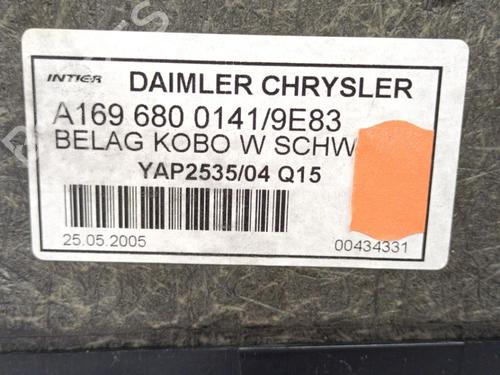 INTIER DAIMLER CHRYSLER
A169 680 0141/9E83
BELAG KOBO W SCHW
YAP2535/04 Q15
25.05.2005 00434331